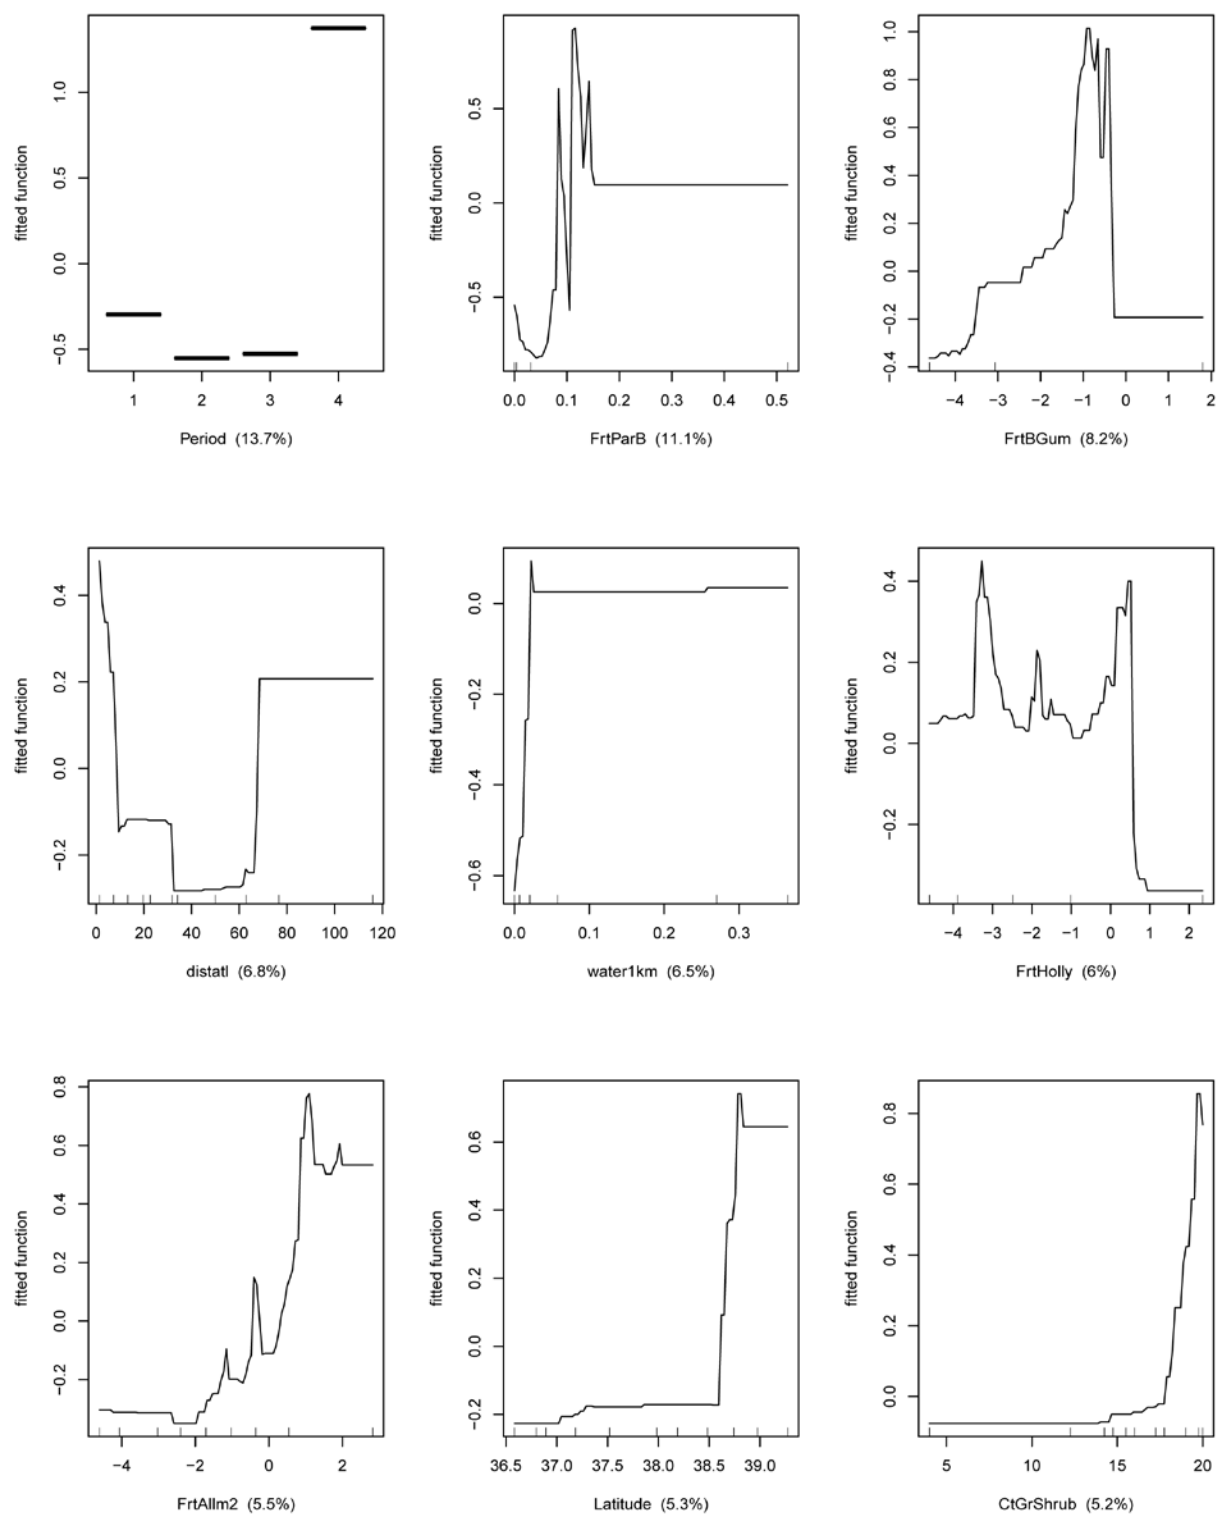 fitted function
1.0
0.5
0.0
−0.5
1 2 3 4
Period (13.7%)
fitted function
0.5
0.0
−0.5
0.0 0.1 0.2 0.3 0.4 0.5
FrtParB (11.1%)
fitted function
1.0
0.8
0.6
0.4
0.2
0.0
−0.2
−0.4
−4 −3 −2 −1 0 1 2
FrtBGum (8.2%)
fitted function
0.4
0.2
0.0
−0.2
0 20 40 60 80 100 120
distatl (6.8%)
fitted function
0.0
−0.2
−0.4
−0.6
0.0 0.1 0.2 0.3
water1km (6.5%)
fitted function
0.4
0.2
0.0
−0.2
−4 −3 −2 −1 0 1 2
FrtHolly (6%)
fitted function
0.8
0.6
0.4
0.2
0.0
−0.2
−4 −2 0 2
FrtAllm2 (5.5%)
fitted function
0.6
0.4
0.2
0.0
−0.2
36.5 37.0 37.5 38.0 38.5 39.0
Latitude (5.3%)
fitted function
0.8
0.6
0.4
0.2
0.0
5 10 15 20
CtGrShrub (5.2%)